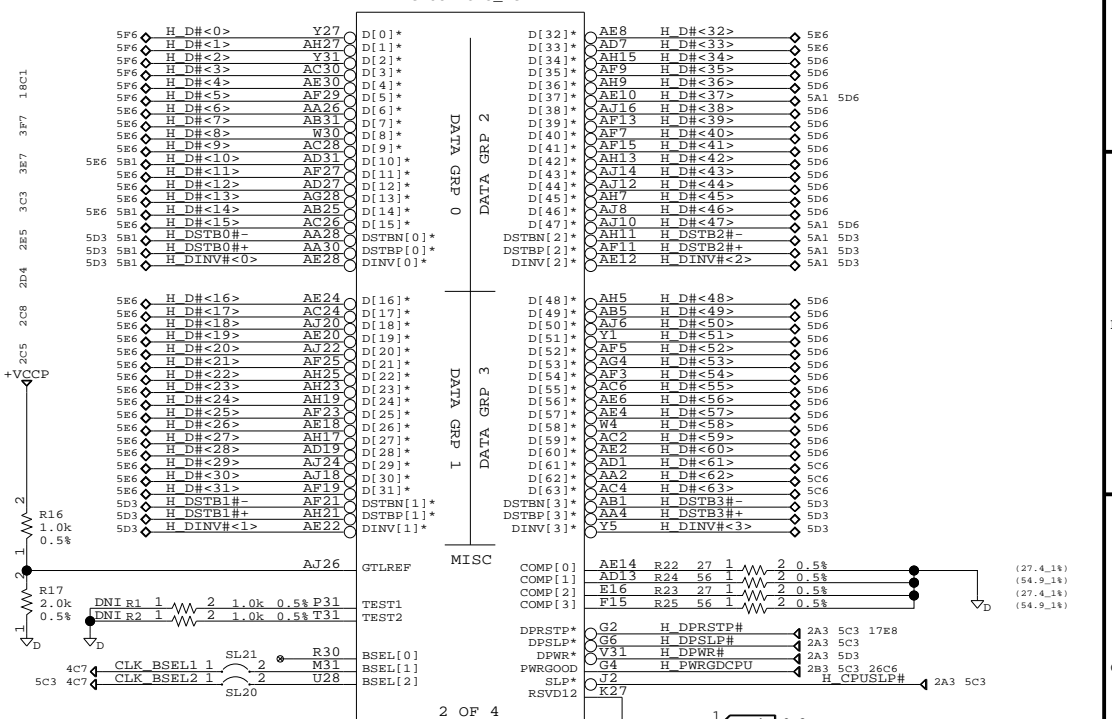 5F6 H_D#<0> Y27 D[0]* D[32]* AE8 H_D#<32> 5E6
5F6 H_D#<1> AH27 D[1]* D[33]* AD7 H_D#<33> 5E6
5F6 H_D#<2> Y31 D[2]* D[34]* AH15 H_D#<34> 5D6
5F6 H_D#<3> AC30 D[3]* D[35]* AF9 H_D#<35> 5D6
5F6 H_D#<4> AE30 D[4]* D[36]* AH9 H_D#<36> 5D6
5F6 H_D#<5> AF29 D[5]* D[37]* AE10 H_D#<37> 5A1 5D6
5E6 H_D#<6> AA26 D[6]* D[38]* AJ16 H_D#<38> 5D6
5E6 H_D#<7> AB31 D[7]* D[39]* AF13 H_D#<39> 5D6
5E6 H_D#<8> W30 D[8]* D[40]* AF7 H_D#<40> 5D6
5E6 H_D#<9> AC28 D[9]* D[41]* AF15 H_D#<41> 5D6
5E6 5B1 H_D#<10> AD31 D[10]* D[42]* AH13 H_D#<42> 5D6
5E6 H_D#<11> AF27 D[11]* D[43]* AJ14 H_D#<43> 5D6
5E6 H_D#<12> AD27 D[12]* D[44]* AJ12 H_D#<44> 5D6
5E6 H_D#<13> AG28 D[13]* D[45]* AH7 H_D#<45> 5D6
5E6 5B1 H_D#<14> AB25 D[14]* D[46]* AJ8 H_D#<46> 5D6
5E6 H_D#<15> AC26 D[15]* D[47]* AJ10 H_D#<47> 5A1 5D6
5D3 5B1 H_DSTB0#- AA28 DSTBN[0]* DSTBN[2]* AH11 H_DSTB2#- 5A1 5D3
5D3 5B1 H_DSTB0#+ AA30 DSTBP[0]* DSTBP[2]* AF11 H_DSTB2#+ 5A1 5D3
5D3 5B1 H_DINV#<0> AE28 DINV[0]* DINV[2]* AE12 H_DINV#<2> 5A1 5D3
DATA GRP 0
DATA GRP 2
2C5 2C8 2D4 2E5 3C3 3E7 3F7 18C1
+VCCP
5E6 H_D#<16> AE24 D[16]* D[48]* AH5 H_D#<48> 5D6
5E6 H_D#<17> AC24 D[17]* D[49]* AB5 H_D#<49> 5D6
5E6 H_D#<18> AJ20 D[18]* D[50]* AJ6 H_D#<50> 5D6
5E6 H_D#<19> AE20 D[19]* D[51]* Y1 H_D#<51> 5D6
5E6 H_D#<20> AJ22 D[20]* D[52]* AF5 H_D#<52> 5D6
5E6 H_D#<21> AF25 D[21]* D[53]* AG4 H_D#<53> 5D6
5E6 H_D#<22> AH25 D[22]* D[54]* AF3 H_D#<54> 5D6
5E6 H_D#<23> AH23 D[23]* D[55]* AC6 H_D#<55> 5D6
5E6 H_D#<24> AH19 D[24]* D[56]* AE6 H_D#<56> 5D6
5E6 H_D#<25> AF23 D[25]* D[57]* AE4 H_D#<57> 5D6
5E6 H_D#<26> AE18 D[26]* D[58]* W4 H_D#<58> 5D6
5E6 H_D#<27> AH17 D[27]* D[59]* AC2 H_D#<59> 5D6
5E6 H_D#<28> AD19 D[28]* D[60]* AE2 H_D#<60> 5D6
5E6 H_D#<29> AJ24 D[29]* D[61]* AD1 H_D#<61> 5C6
5E6 H_D#<30> AJ18 D[30]* D[62]* AA2 H_D#<62> 5C6
5E6 H_D#<31> AF19 D[31]* D[63]* AC4 H_D#<63> 5C6
5D3 H_DSTB1#- AF21 DSTBN[1]* DSTBN[3]* AB1 H_DSTB3#- 5D3
5D3 H_DSTB1#+ AH21 DSTBP[1]* DSTBP[3]* AA4 H_DSTB3#+ 5D3
5D3 H_DINV#<1> AE22 DINV[1]* DINV[3]* Y5 H_DINV#<3> 5D3
DATA GRP 1
DATA GRP 3
2
R16
1.0k
0.5%
1
MISC
AJ26 GTLREF COMP[0] AE14 R22 27 1 2 0.5% (27.4_1%)
COMP[1] AD13 R24 56 1 2 0.5% (54.9_1%)
COMP[2] E16 R23 27 1 2 0.5% (27.4_1%)
COMP[3] F15 R25 56 1 2 0.5% (54.9_1%)
2
R17
2.0k
0.5%
1
D
DNI R1 1 2 1.0k 0.5% P31 TEST1
DNI R2 1 2 1.0k 0.5% T31 TEST2
D
D
DPRSTP* G2 H_DPRSTP# 2A3 5C3 17E8
DPSLP* G6 H_DPSLP# 2A3 5C3
DPWR* V31 H_DPWR# 2A3 5D3
PWRGOOD G4 H_PWRGDCPU 2B3 5C3 26C6
SLP* J2 H_CPUSLP# 2A3 5C3
RSVD12 K27
SL21 R30 BSEL[0]
4C7 CLK_BSEL1 1 2 M31 BSEL[1]
5C3 4C7 CLK_BSEL2 1 2 U28 BSEL[2]
SL20
2 OF 4
1